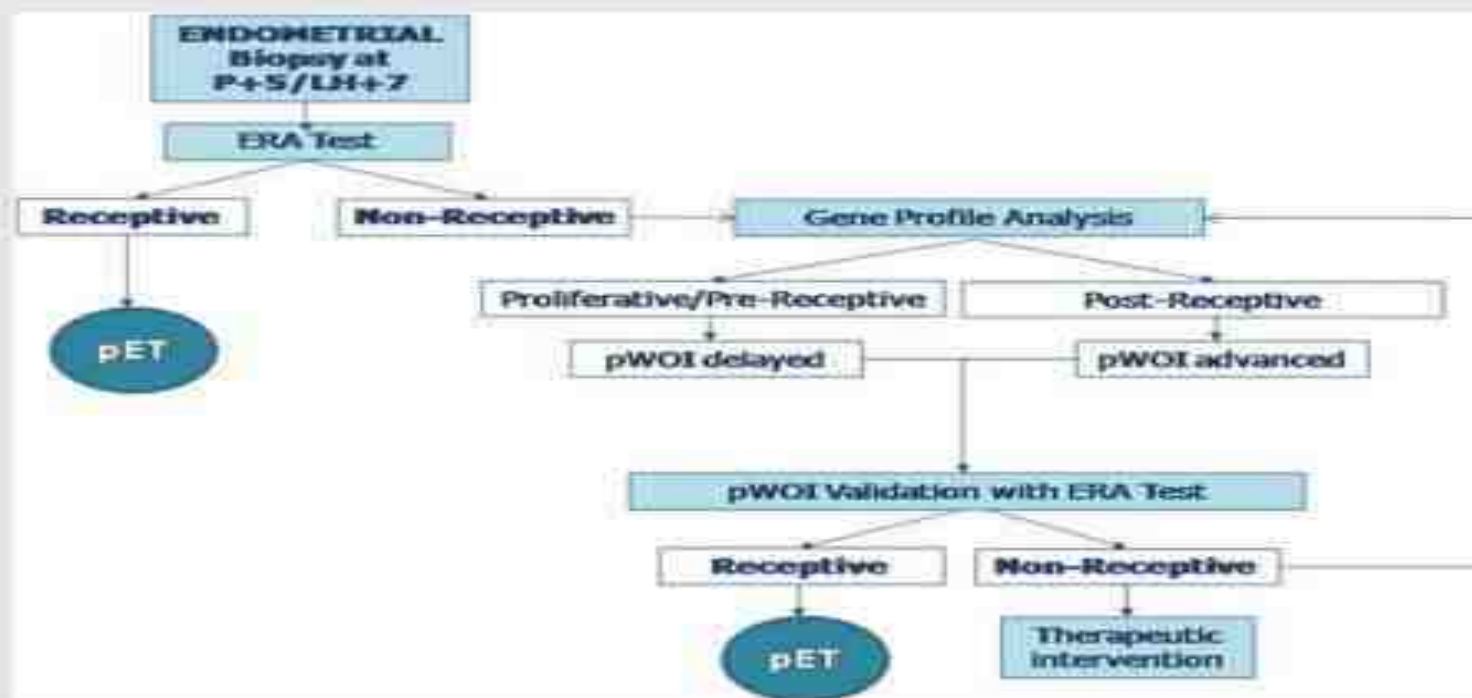 ENDOMETRIAL
Biopsy at
P+5/LH+7
ERA Test
Receptive
Non-Receptive
Gene Profile Analysis
Proliferative/Pre-Receptive
Post-Receptive
pWOI delayed
pWOI advanced
pWOI Validation with ERA Test
Receptive
Non-Receptive
pET
pET
Therapeutic
intervention